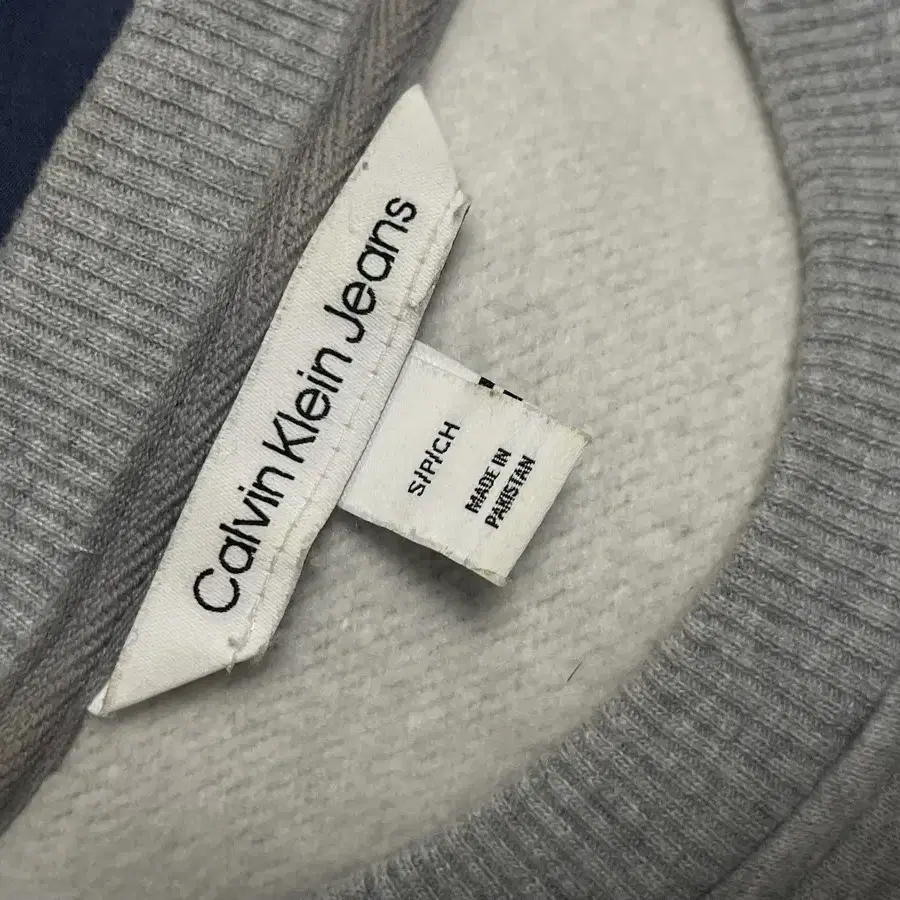 Calvin Klein Jeans
S/P/CH
MADE IN
PAKISTAN